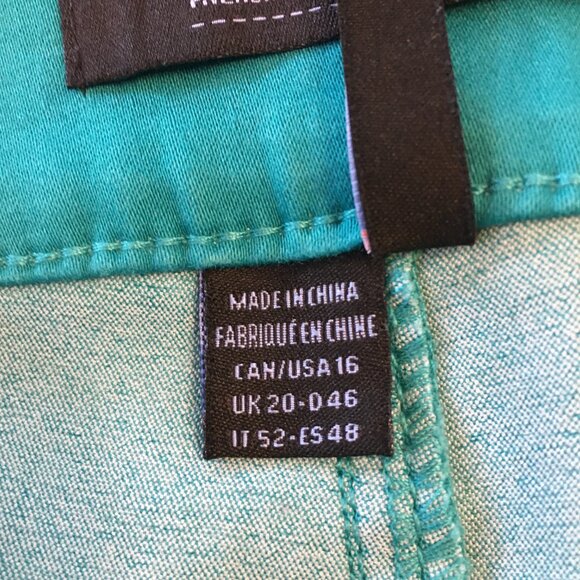 MADE IN CHINA
FABRIQUÉ EN CHINE
CAN/USA 16
UK 20-D46
IT 52-ES48